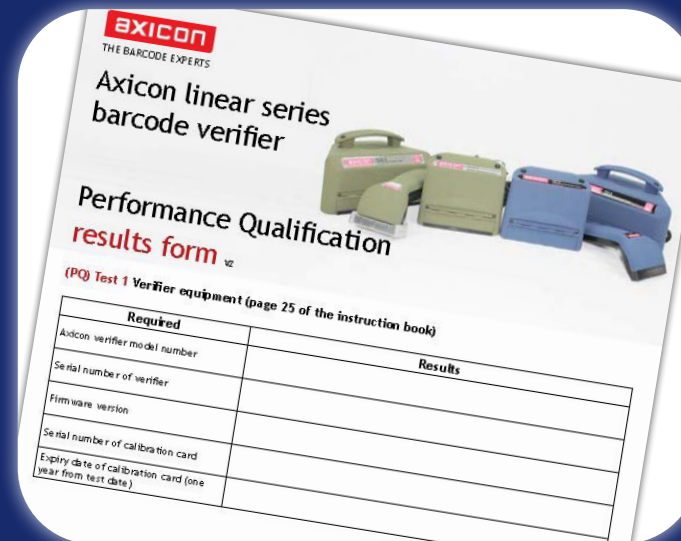 axicon
THE BARCODE EXPERTS
Axicon linear series
barcode verifier
Performance Qualification
results form v2
(PQ) Test 1 Verifier equipment (page 25 of the instruction book)
Required
Results
Axicon verifier model number
Serial number of verifier
Firmware version
Serial number of calibration card
Expiry date of calibration card (one
year from test date)